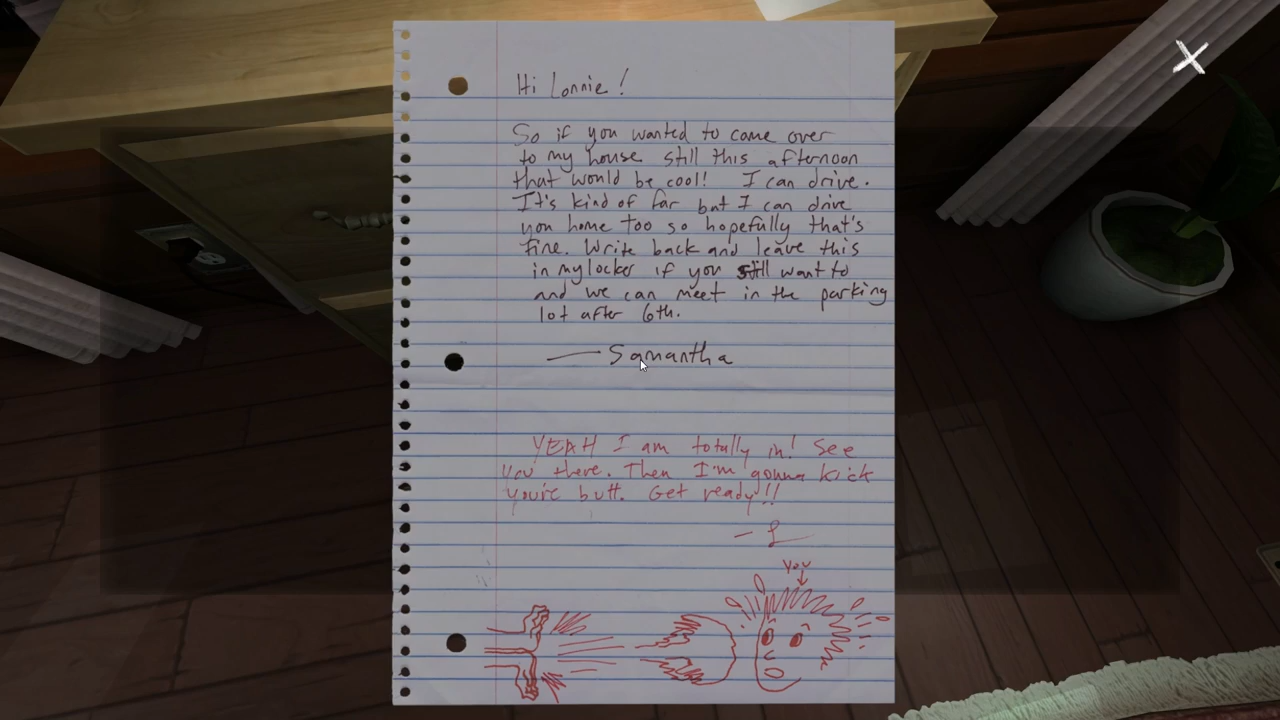 Hi Lonnie!
So if you wanted to come over
to my house still this afternoon
that would be cool! I can drive.
It's kind of far but I can drive
you home too so hopefully that's
fine. Write back and leave this
in my locker if you still want to
and we can meet in the parking
lot after 6th.
— Samantha
YEAH I am totally in! See
you there. Then I'm gonna kick
you're butt. Get ready!!
- L
You